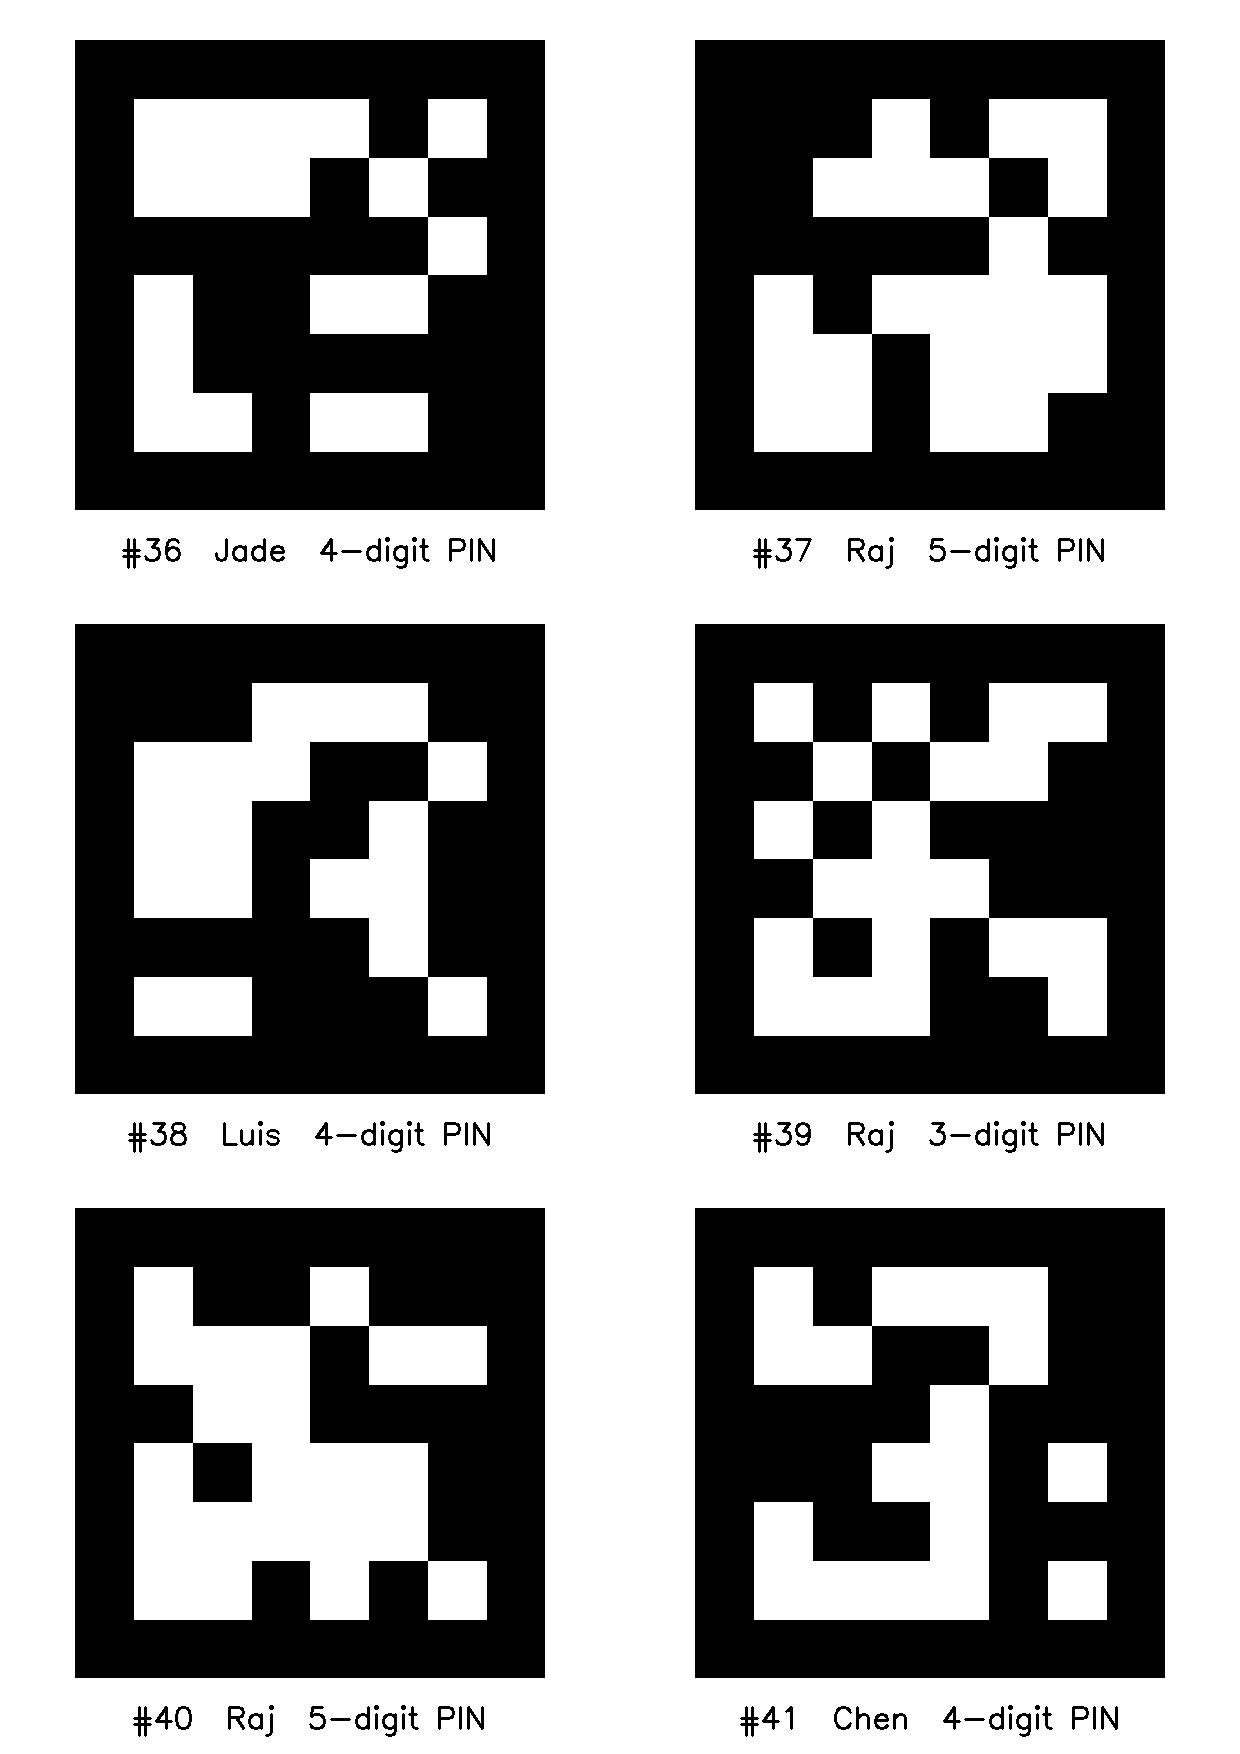 #36 Jade 4-digit PIN
#37 Raj 5-digit PIN
#38 Luis 4-digit PIN
#39 Raj 3-digit PIN
#40 Raj 5-digit PIN
#41 Chen 4-digit PIN